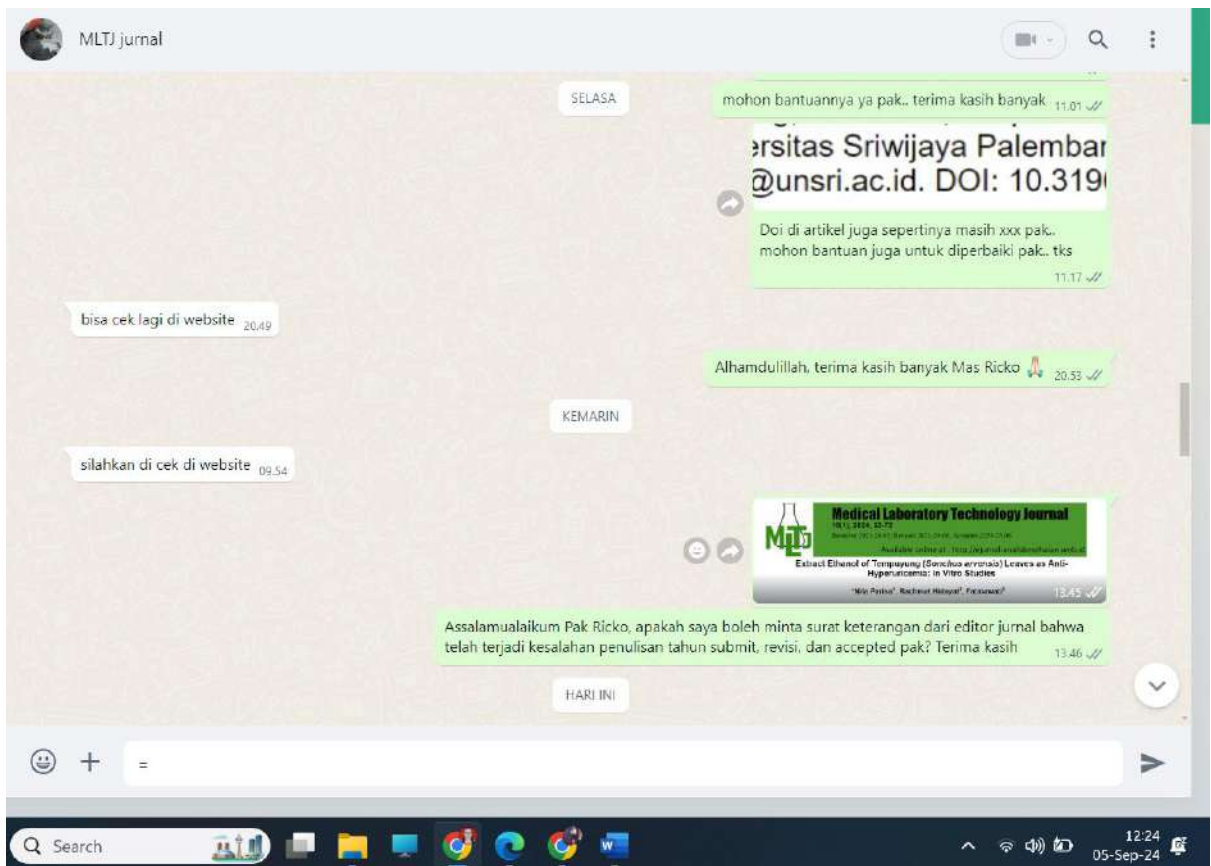 MLTJ jurnal
SELASA
mohon bantuannya ya pak.. terima kasih banyak 11.01
ersitas Sriwijaya Palembar
@unsri.ac.id. DOI: 10.319
Doi di artikel juga sepertinya masih xxx pak..
mohon bantuan juga untuk diperbaiki pak.. tks
11.17
bisa cek lagi di website 20.49
Alhamdulillah, terima kasih banyak Mas Ricko 20.53
KEMARIN
silahkan di cek di website 09.54
MLTJ
Medical Laboratory Technology Journal
Extract Ethanol of Tempuyung (Sonchus arvensis) Leaves as Anti-
Hyperuricemia: In Vitro Studies
13.45
Assalamualaikum Pak Ricko, apakah saya boleh minta surat keterangan dari editor jurnal bahwa
telah terjadi kesalahan penulisan tahun submit, revisi, dan accepted pak? Terima kasih 13.46
HARI INI
=
Search
12:24
05-Sep-24